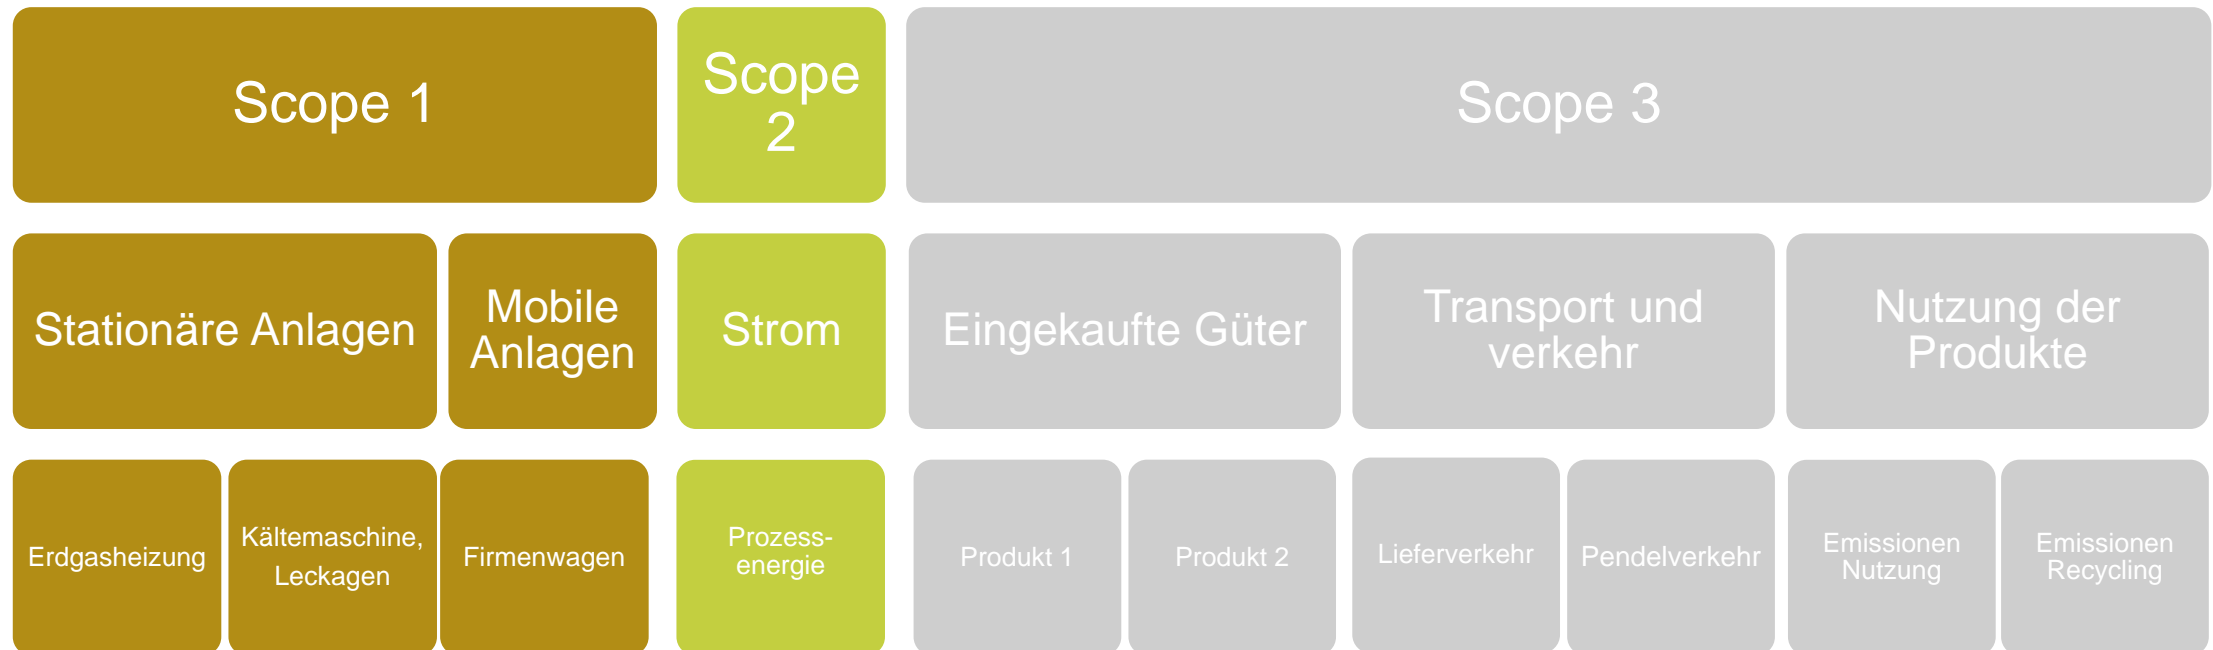 Scope 1
Scope
2
Scope 3
Stationäre Anlagen
Mobile
Anlagen
Strom
Eingekaufte Güter
Transport und
verkehr
Nutzung der
Produkte
Erdgasheizung
Kältemaschine,
Leckagen
Firmenwagen
Prozess-
energie
Produkt 1
Produkt 2
Lieferverkehr
Pendelverkehr
Emissionen
Nutzung
Emissionen
Recycling